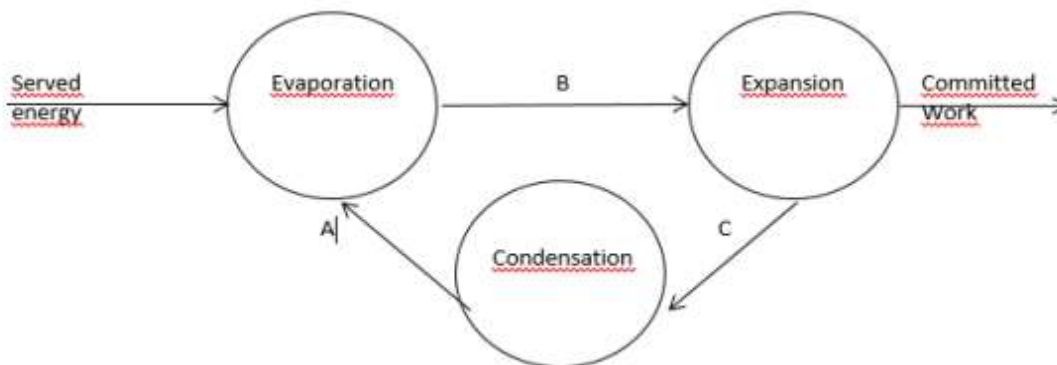 Served
energy
Evaporation
B
Expansion
Committed
Work
A
C
Condensation